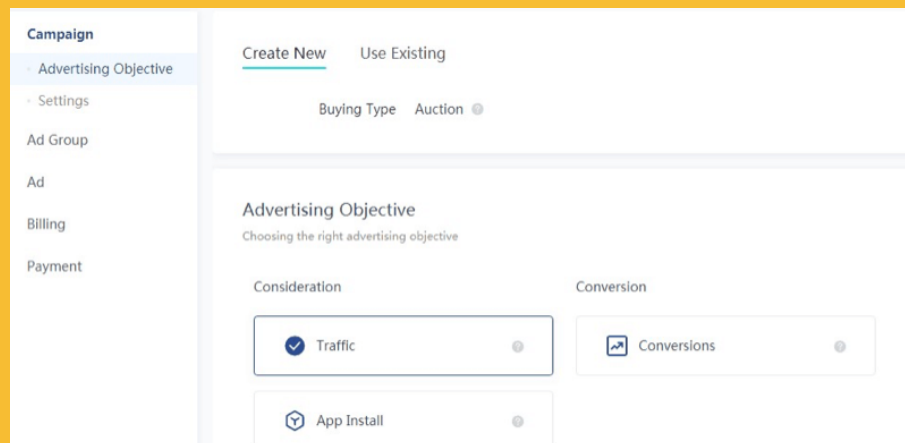 Campaign
Advertising Objective
Settings
Ad Group
Ad
Billing
Payment
Create New Use Existing
Buying Type Auction
Advertising Objective
Choosing the right advertising objective
Consideration Conversion
Traffic Conversions
App Install